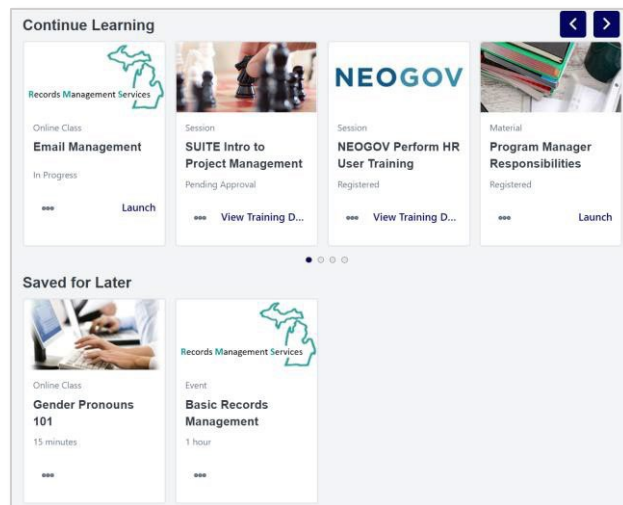 Continue Learning
Records Management Services
Online Class
Email Management
In Progress
Launch
Session
SUITE Intro to
Project Management
Pending Approval
View Training D...
NEOGOV
Session
NEOGOV Perform HR
User Training
Registered
View Training D...
Material
Program Manager
Responsibilities
Registered
Launch
Saved for Later
Online Class
Gender Pronouns
101
15 minutes
Records Management Services
Event
Basic Records
Management
1 hour